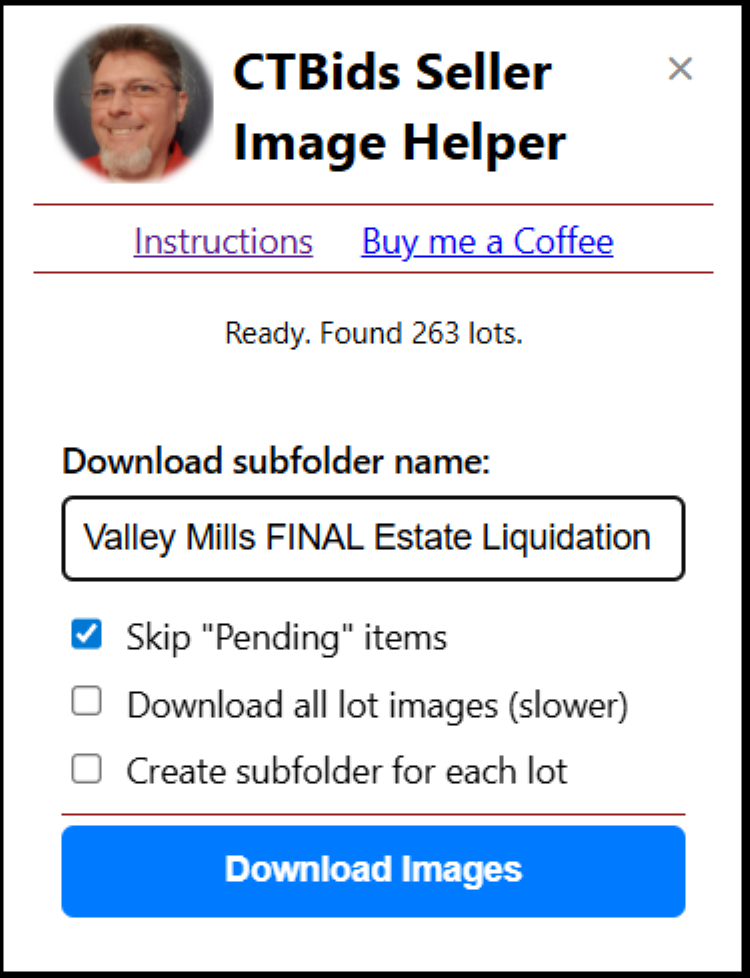 CTBids Seller
Image Helper
×
Instructions Buy me a Coffee
Ready. Found 263 lots.
Download subfolder name:
Valley Mills FINAL Estate Liquidation
Skip "Pending" items
Download all lot images (slower)
Create subfolder for each lot
Download Images